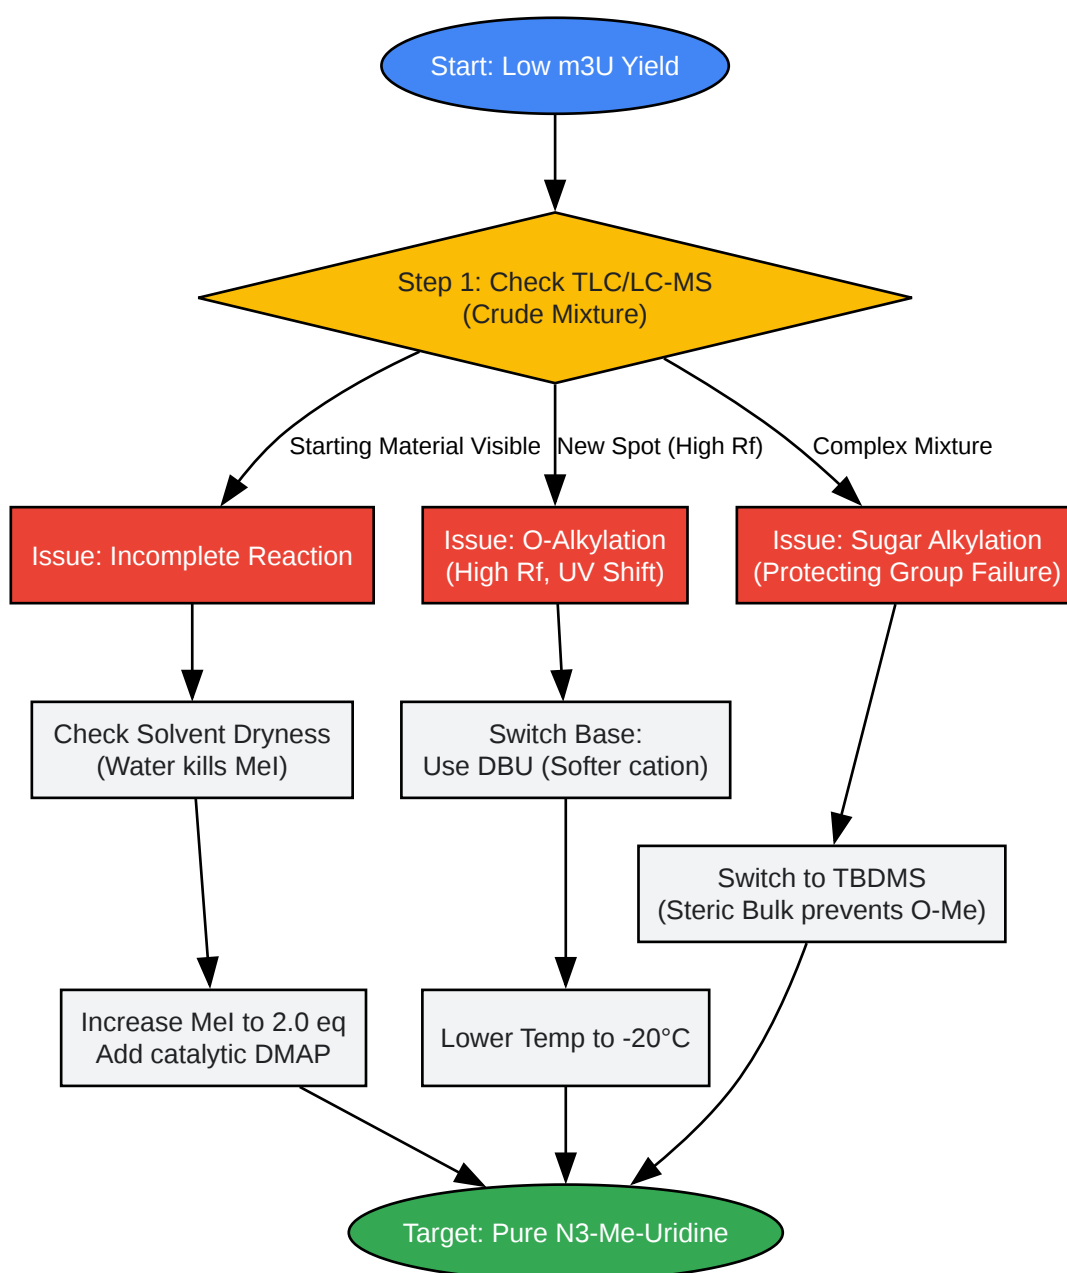 Start: Low m3U Yield
Step 1: Check TLC/LC-MS
(Crude Mixture)
Starting Material Visible
New Spot (High Rf)
Complex Mixture
Issue: Incomplete Reaction
Issue: O-Alkylation
(High Rf, UV Shift)
Issue: Sugar Alkylation
(Protecting Group Failure)
Check Solvent Dryness
(Water kills MeI)
Switch Base:
Use DBU (Softer cation)
Switch to TBDMS
(Steric Bulk prevents O-Me)
Increase MeI to 2.0 eq
Add catalytic DMAP
Lower Temp to -20°C
Target: Pure N3-Me-Uridine